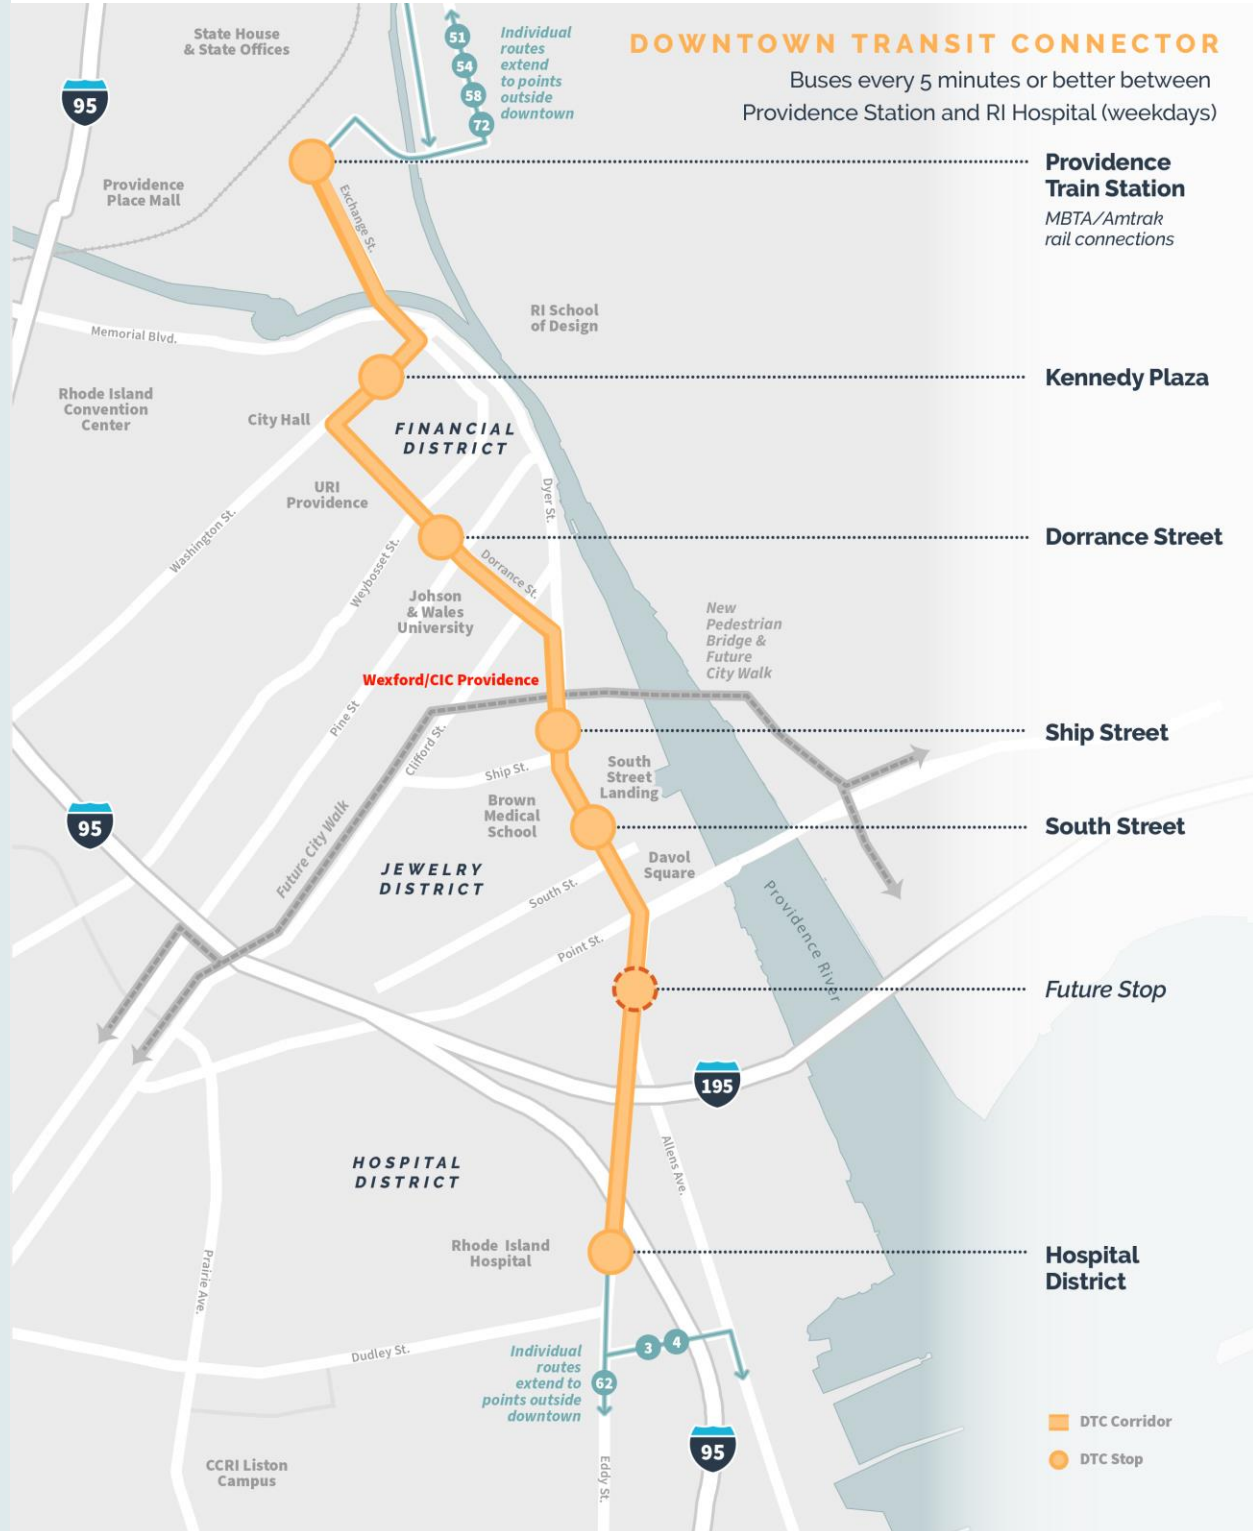 DOWNTOWN TRANSIT CONNECTOR
Buses every 5 minutes or better between
Providence Station and RI Hospital (weekdays)
State House
& State Offices
51
54
58
72
Individual
routes
extend
to points
outside
downtown
95
Providence
Train Station
MBTA/Amtrak
rail connections
Providence
Place Mall
Exchange St.
RI School
of Design
Memorial Blvd.
Kennedy Plaza
Rhode Island
Convention
Center
City Hall
FINANCIAL
DISTRICT
URI
Providence
Dyer St.
Washington St.
Weybosset St.
Dorrance Street
Dorrance St.
Johson
& Wales
University
New
Pedestrian
Bridge &
Future
City Walk
Wexford/CIC Providence
Pine St
Clifford St.
Ship Street
Ship St.
South
Street
Landing
Brown
Medical
School
95
South Street
Future City Walk
JEWELRY
DISTRICT
Davol
Square
South St.
Point St.
Providence River
Future Stop
195
HOSPITAL
DISTRICT
Allens Ave.
Rhode Island
Hospital
Hospital
District
Prairie Ave.
Dudley St.
3
4
Individual
routes
extend to
points outside
downtown
62
95
CCRI Liston
Campus
Eddy St.
DTC Corridor
DTC Stop